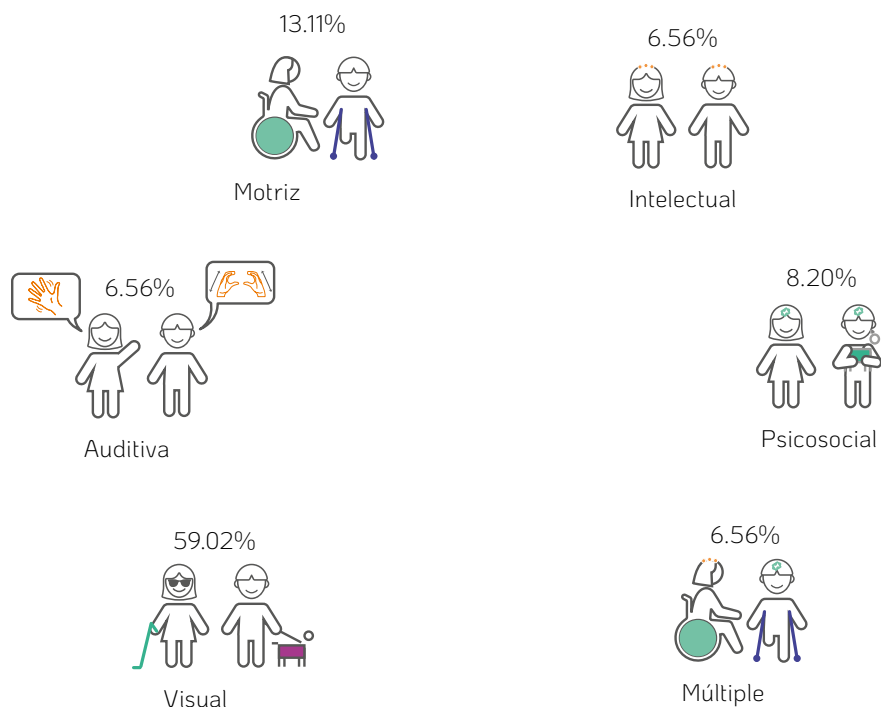 13.11%
Motriz
6.56%
Intelectual
6.56%
Auditiva
8.20%
Psicosocial
59.02%
Visual
6.56%
Múltiple